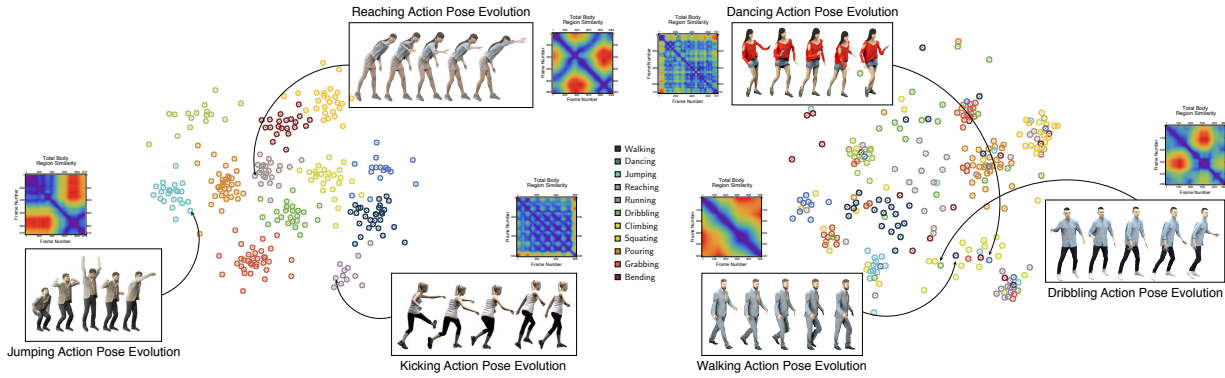 Reaching Action Pose Evolution
Dancing Action Pose Evolution
Total Body
Region Similarity
Frame Number
Frame Number
Total Body
Region Similarity
Frame Number
Frame Number
Total Body
Region Similarity
Frame Number
Frame Number
Total Body
Region Similarity
Frame Number
Frame Number
Walking
Dancing
Jumping
Reaching
Running
Dribbling
Climbing
Squating
Pouring
Grabbing
Bending
Total Body
Region Similarity
Frame Number
Frame Number
Total Body
Region Similarity
Frame Number
Frame Number
Jumping Action Pose Evolution
Kicking Action Pose Evolution
Walking Action Pose Evolution
Dribbling Action Pose Evolution